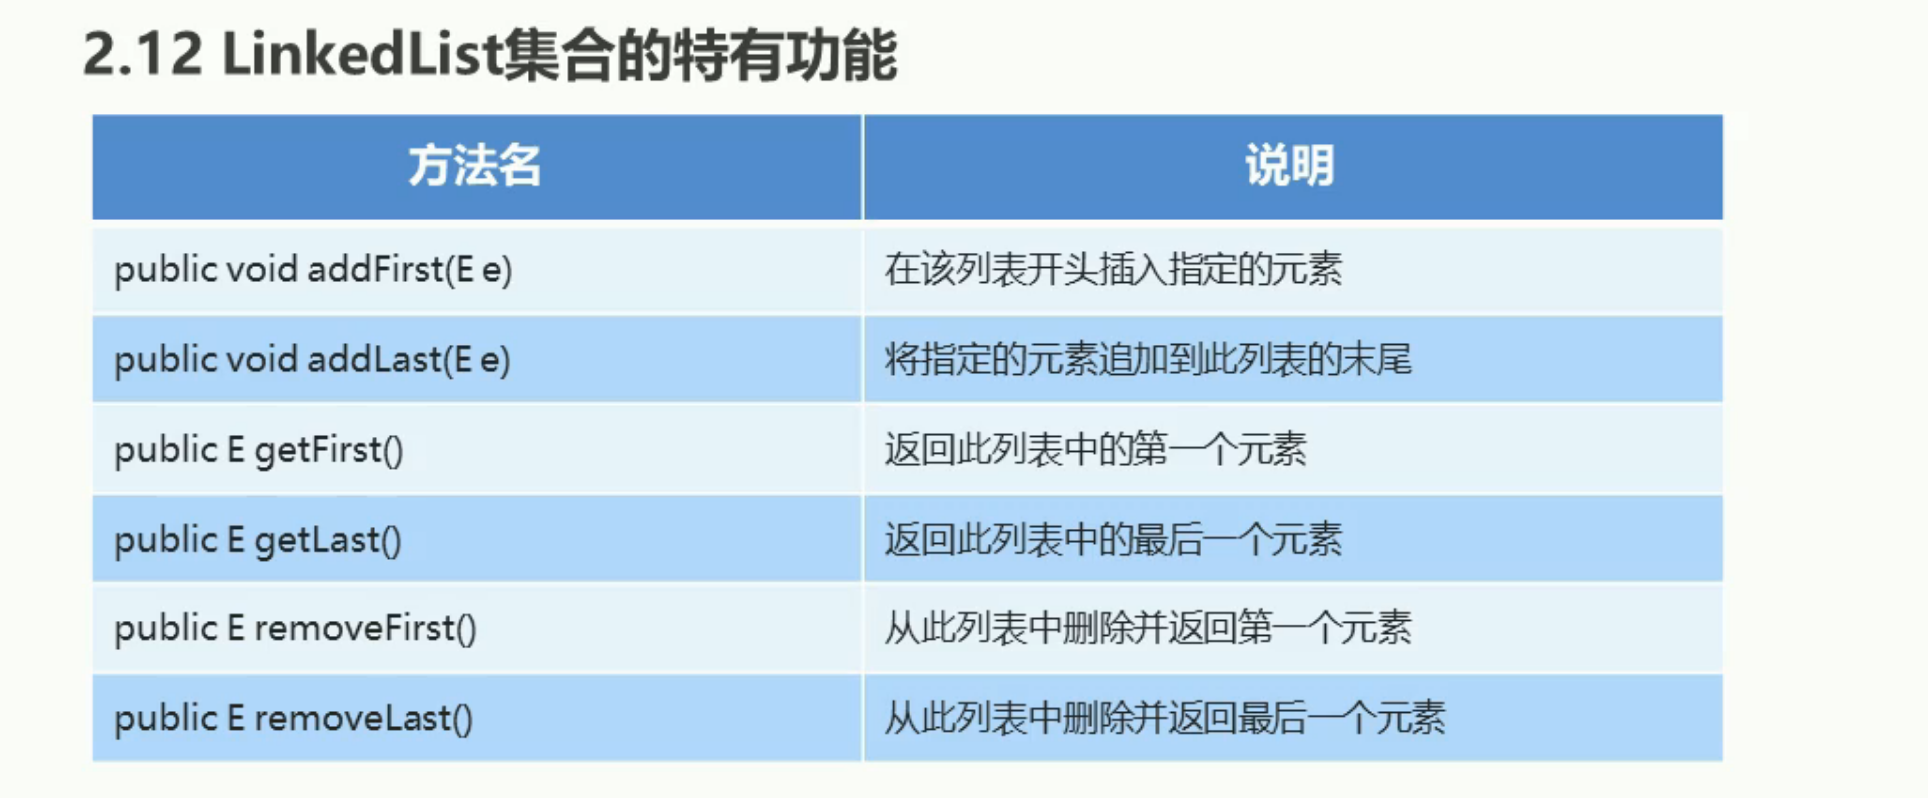 2.12 LinkedList集合的特有功能
方法名 说明
public void addFirst(E e) 在该列表开头插入指定的元素
public void addLast(E e) 将指定的元素追加到此列表的末尾
public E getFirst() 返回此列表中的第一个元素
public E getLast() 返回此列表中的最后一个元素
public E removeFirst() 从此列表中删除并返回第一个元素
public E removeLast() 从此列表中删除并返回最后一个元素